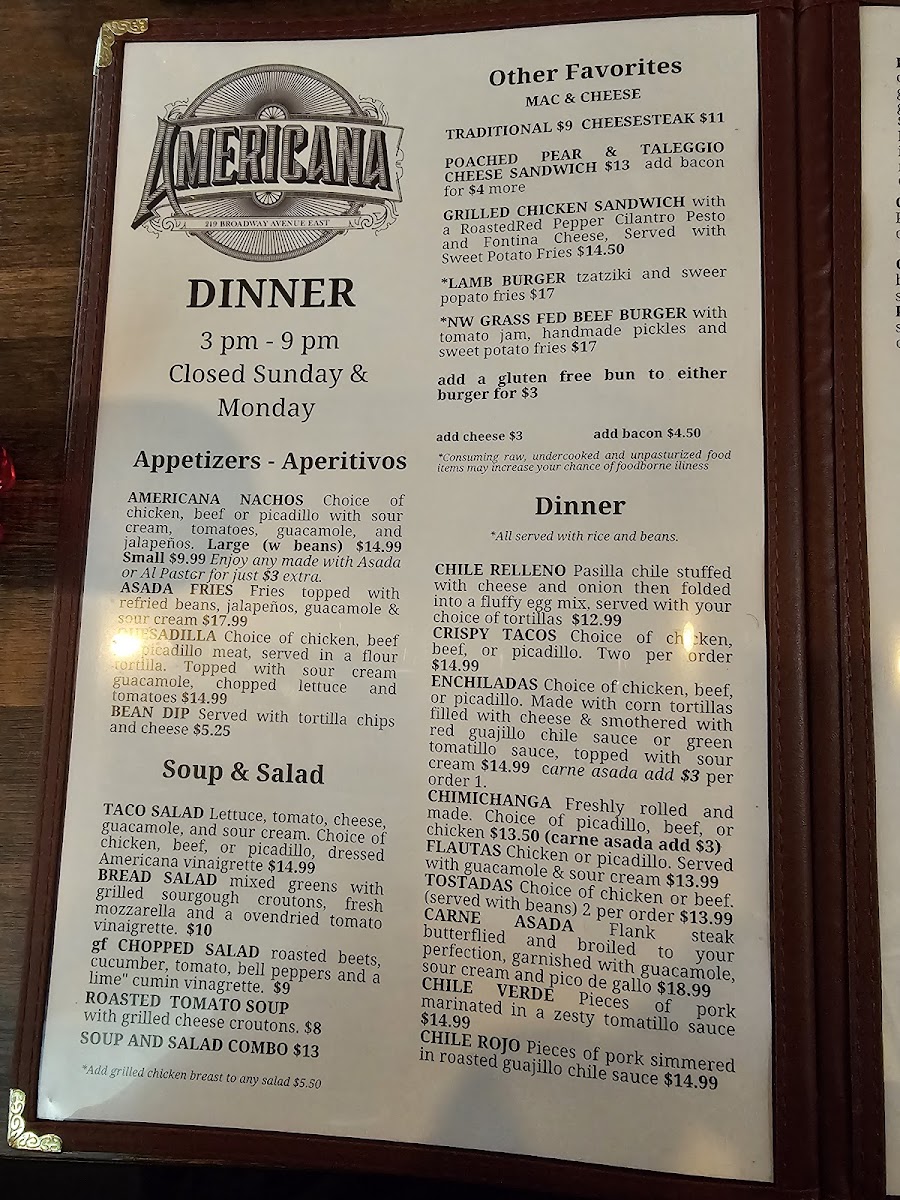 AMERICANA
219 BROADWAY AVENUE EAST
DINNER
3 pm - 9 pm
Closed Sunday &
Monday
Appetizers - Aperitivos
AMERICANA NACHOS Choice of
chicken, beef or picadillo with sour
cream, tomatoes, guacamole, and
jalapeños. Large (w beans) $14.99
Small $9.99 Enjoy any made with Asada
or Al Pastor for just $3 extra.
ASADA FRIES Fries topped with
refried beans, jalapeños, guacamole &
sour cream $17.99
QUESADILLA Choice of chicken, beef
picadillo meat, served in a flour
tortilla. Topped with sour cream
guacamole, chopped lettuce and
tomatoes $14.99
BEAN DIP Served with tortilla chips
and cheese $5.25
Soup & Salad
TACO SALAD Lettuce, tomato, cheese,
guacamole, and sour cream. Choice of
chicken, beef, or picadillo, dressed
Americana vinaigrette $14.99
BREAD SALAD mixed greens with
grilled sourgough croutons, fresh
mozzarella and a ovendried tomato
vinaigrette. $10
gf CHOPPED SALAD roasted beets,
cucumber, tomato, bell peppers and a
lime" cumin vinagrette. $9
ROASTED TOMATO SOUP
with grilled cheese croutons, $8
SOUP AND SALAD COMBO $13
*Add grilled chicken breast to any salad $5.50
Other Favorites
MAC & CHEESE
TRADITIONAL $9 CHEESESTEAK $11
POACHED PEAR & TALEGGIO
CHEESE SANDWICH $13 add bacon
for $4 more
GRILLED CHICKEN SANDWICH with
a RoastedRed Pepper Cilantro Pesto
and Fontina Cheese, Served with
Sweet Potato Fries $14.50
*LAMB BURGER tzatziki and sweer
popato fries $17
*NW GRASS FED BEEF BURGER with
tomato jam, handmade pickles and
sweet potato fries $17
add a gluten free bun to either
burger for $3
add cheese $3 add bacon $4.50
*Consuming raw, undercooked and unpasturized food
items may increase your chance of foodborne illness
Dinner
*All served with rice and beans.
CHILE RELLENO Pasilla chile stuffed
with cheese and onion then folded
into a fluffy egg mix, served with your
choice of tortillas $12.99
CRISPY TACOS Choice of chicken,
beef, or picadillo. Two per order
$14.99
ENCHILADAS Choice of chicken, beef,
or picadillo. Made with corn tortillas
filled with cheese & smothered with
red guajillo chile sauce or green
tomatillo sauce, topped with sour
cream $14.99 carne asada add $3 per
order 1.
CHIMICHANGA Freshly rolled and
made. Choice of picadillo, beef, or
chicken $13.50 (carne asada add $3)
FLAUTAS Chicken or picadillo. Served
with guacamole & sour cream $13.99
TOSTADAS Choice of chicken or beef.
(served with beans) 2 per order $13.99
CARNE ASADA Flank steak
butterflied and broiled to your
perfection, garnished with guacamole,
sour cream and pico de gallo $18.99
CHILE VERDE Pieces of pork
marinated in a zesty tomatillo sauce
$14.99
CHILE ROJO Pieces of pork simmered
in roasted guajillo chile sauce $14.99